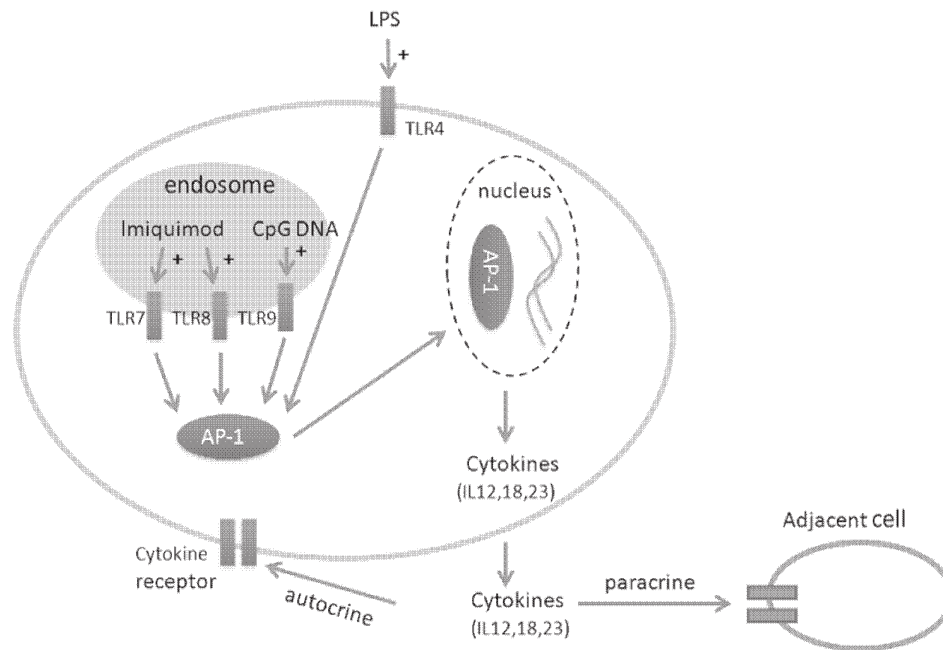 LPS
+
TLR4
endosome
Imiquimod
CpG DNA
+
+
+
TLR7
TLR8
TLR9
AP-1
nucleus
AP-1
Cytokines
(IL12,18,23)
Cytokine
receptor
autocrine
Cytokines
(IL12,18,23)
paracrine
Adjacent cell